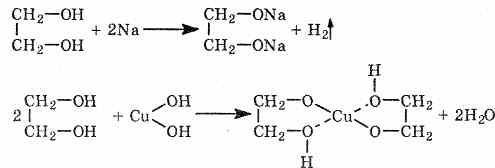 CH₂—OH CH₂—ONa
+ 2Na ⟶ + H₂↑
CH₂—OH CH₂—ONa
H
CH₂—OH OH CH₂—O O—CH₂
2 + Cu ⟶ Cu + 2H₂O
CH₂—OH OH CH₂—O O—CH₂
H